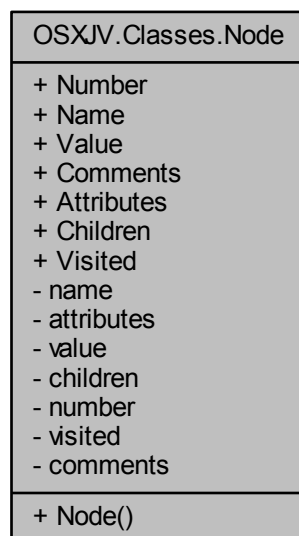 OSXJV.Classes.Node
+ Number
+ Name
+ Value
+ Comments
+ Attributes
+ Children
+ Visited
- name
- attributes
- value
- children
- number
- visited
- comments
+ Node()